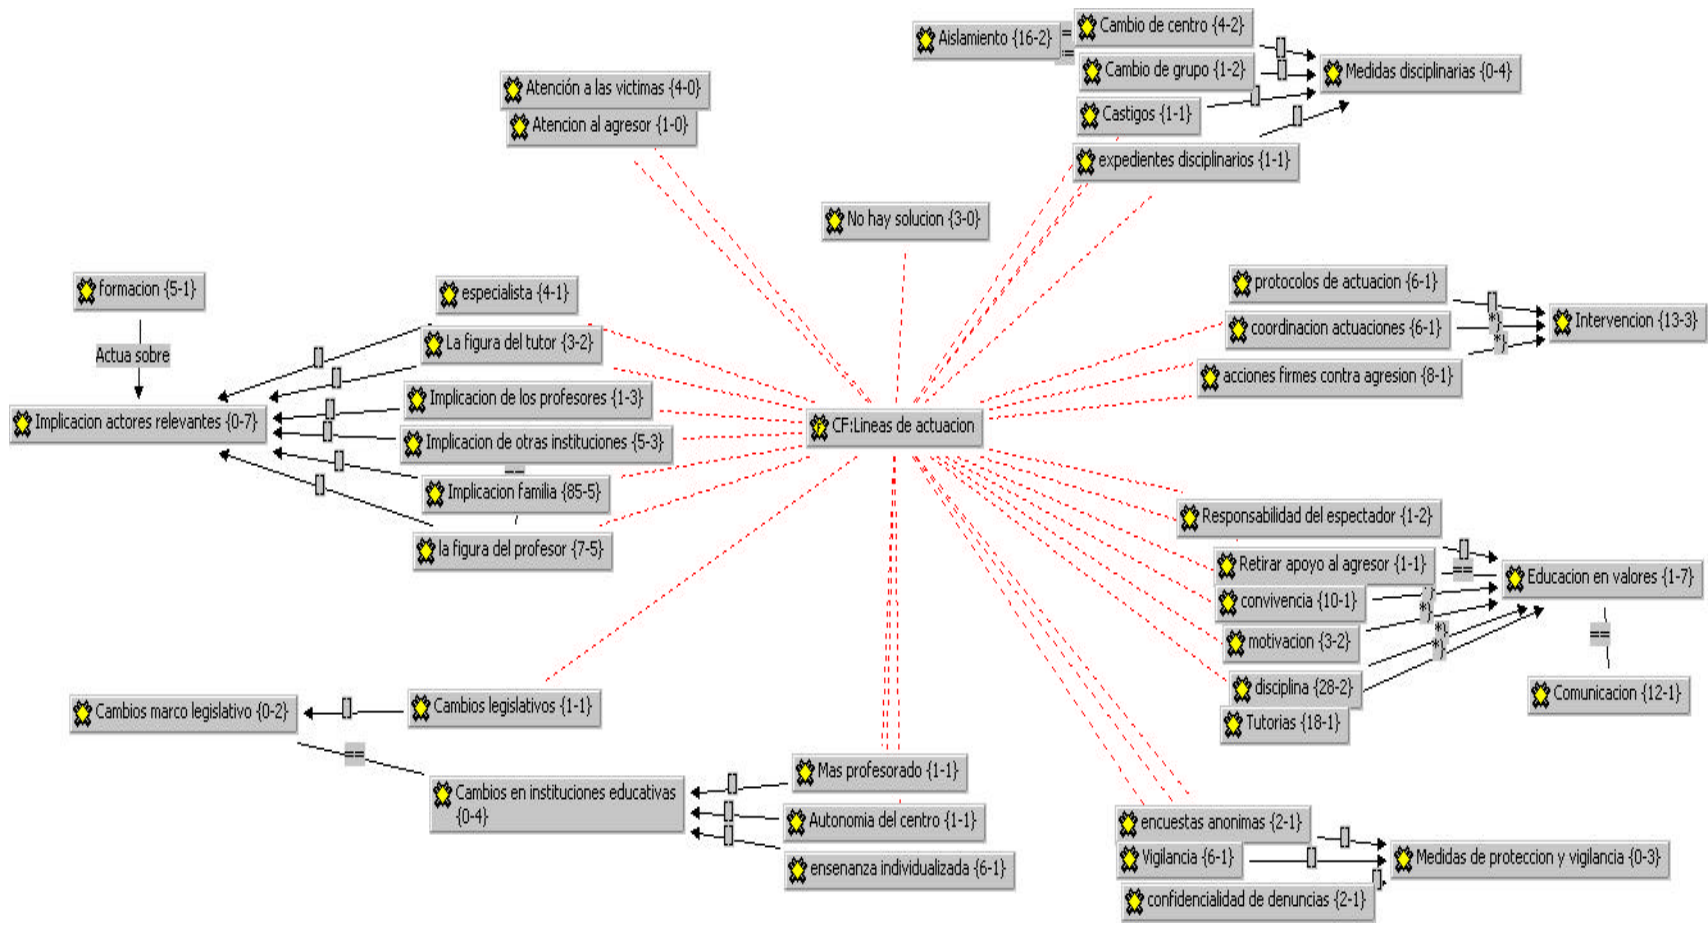 Aislamiento {16-2}
=
:=
Cambio de centro {4-2}
Cambio de grupo {1-2}
Castigos {1-1}
expedientes disciplinarios {1-1}
Medidas disciplinarias {0-4}
Atención a las victimas {4-0}
Atencion al agresor {1-0}
No hay solucion {3-0}
formacion {5-1}
Actua sobre
Implicacion actores relevantes {0-7}
especialista {4-1}
La figura del tutor {3-2}
Implicacion de los profesores {1-3}
Implicacion de otras instituciones {5-3}
==
Implicacion familia {85-5}
la figura del profesor {7-5}
CF:Lineas de actuacion
protocolos de actuacion {6-1}
coordinacion actuaciones {6-1}
acciones firmes contra agresion {8-1}
*}
*}
Intervencion {13-3}
Responsabilidad del espectador {1-2}
Retirar apoyo al agresor {1-1}
==
convivencia {10-1}
*}
motivacion {3-2}
*}
*}
disciplina {28-2}
Tutorias {18-1}
Educacion en valores {1-7}
==
Comunicacion {12-1}
Cambios marco legislativo {0-2}
Cambios legislativos {1-1}
==
Cambios en instituciones educativas
{0-4}
Mas profesorado {1-1}
Autonomia del centro {1-1}
ensenanza individualizada {6-1}
encuestas anonimas {2-1}
Vigilancia {6-1}
confidencialidad de denuncias {2-1}
Medidas de proteccion y vigilancia {0-3}